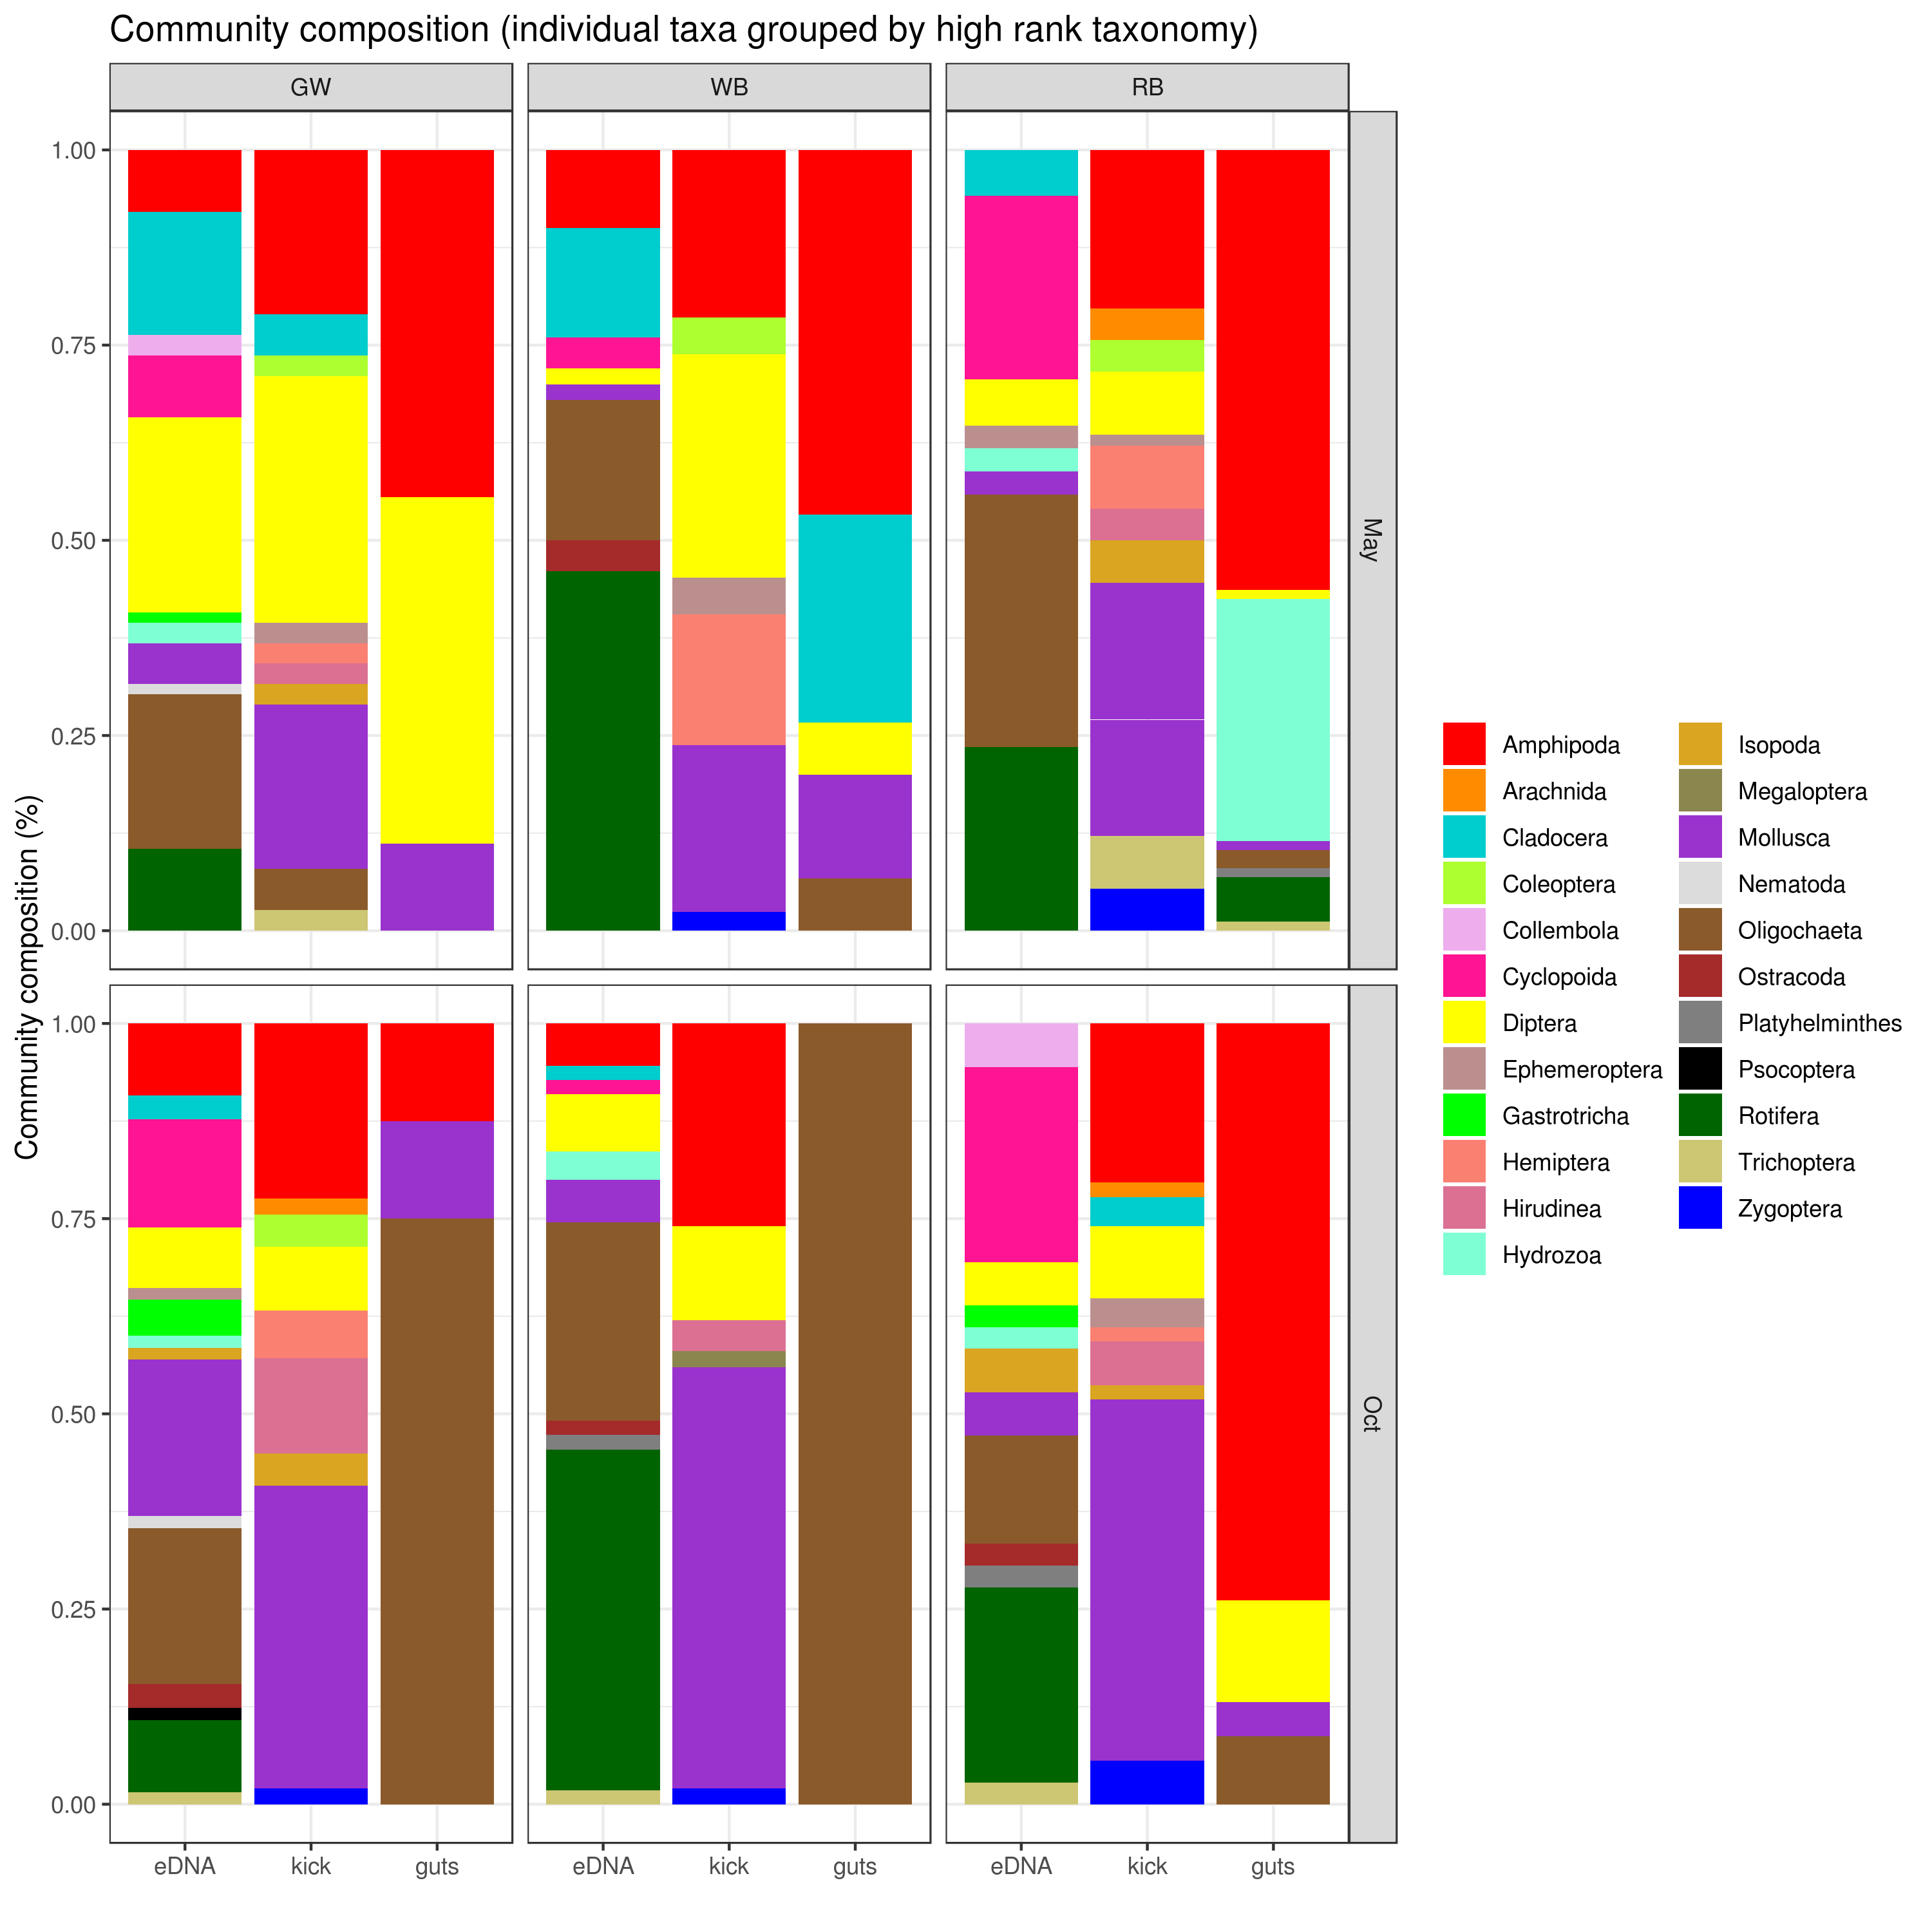 Community composition (individual taxa grouped by high rank taxonomy)
GW
WB
RB
May
Oct
Community composition (%)
1.00
0.75
0.50
0.25
0.00
1.00
0.75
0.50
0.25
0.00
eDNA
kick
guts
eDNA
kick
guts
eDNA
kick
guts
Amphipoda
Arachnida
Cladocera
Coleoptera
Collembola
Cyclopoida
Diptera
Ephemeroptera
Gastrotricha
Hemiptera
Hirudinea
Hydrozoa
Isopoda
Megaloptera
Mollusca
Nematoda
Oligochaeta
Ostracoda
Platyhelminthes
Psocoptera
Rotifera
Trichoptera
Zygoptera